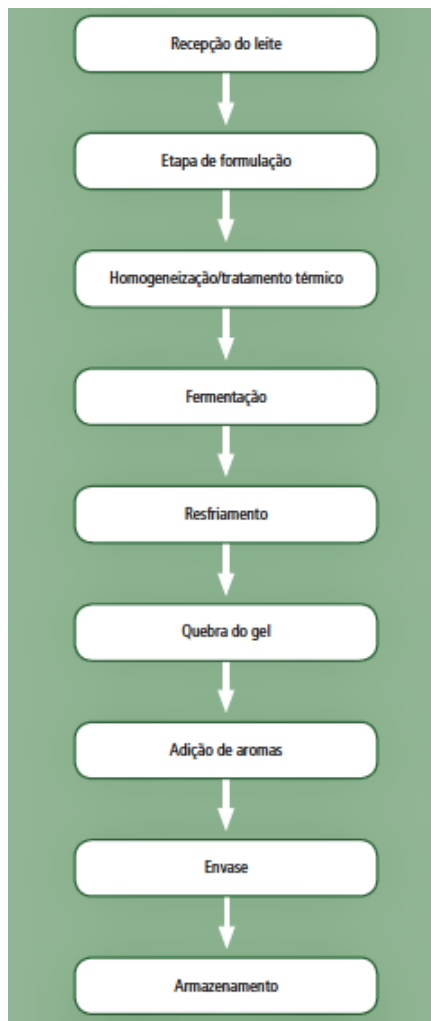 Recepção do leite
Etapa de formulação
Homogeneização/tratamento térmico
Fermentação
Resfriamento
Quebra do gel
Adição de aromas
Envase
Armazenamento